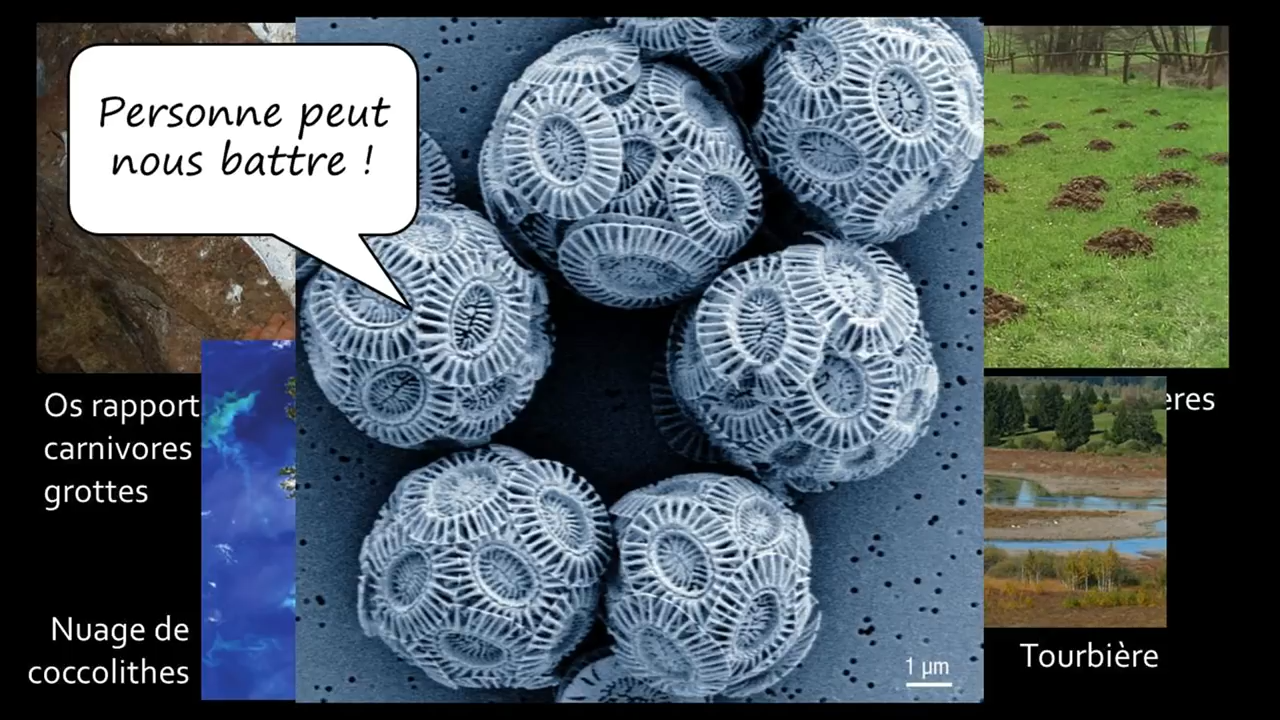 Personne peut
nous battre !
Os rapport
carnivores
grottes
Nuage de
coccolithes
1 µm
Tourbière